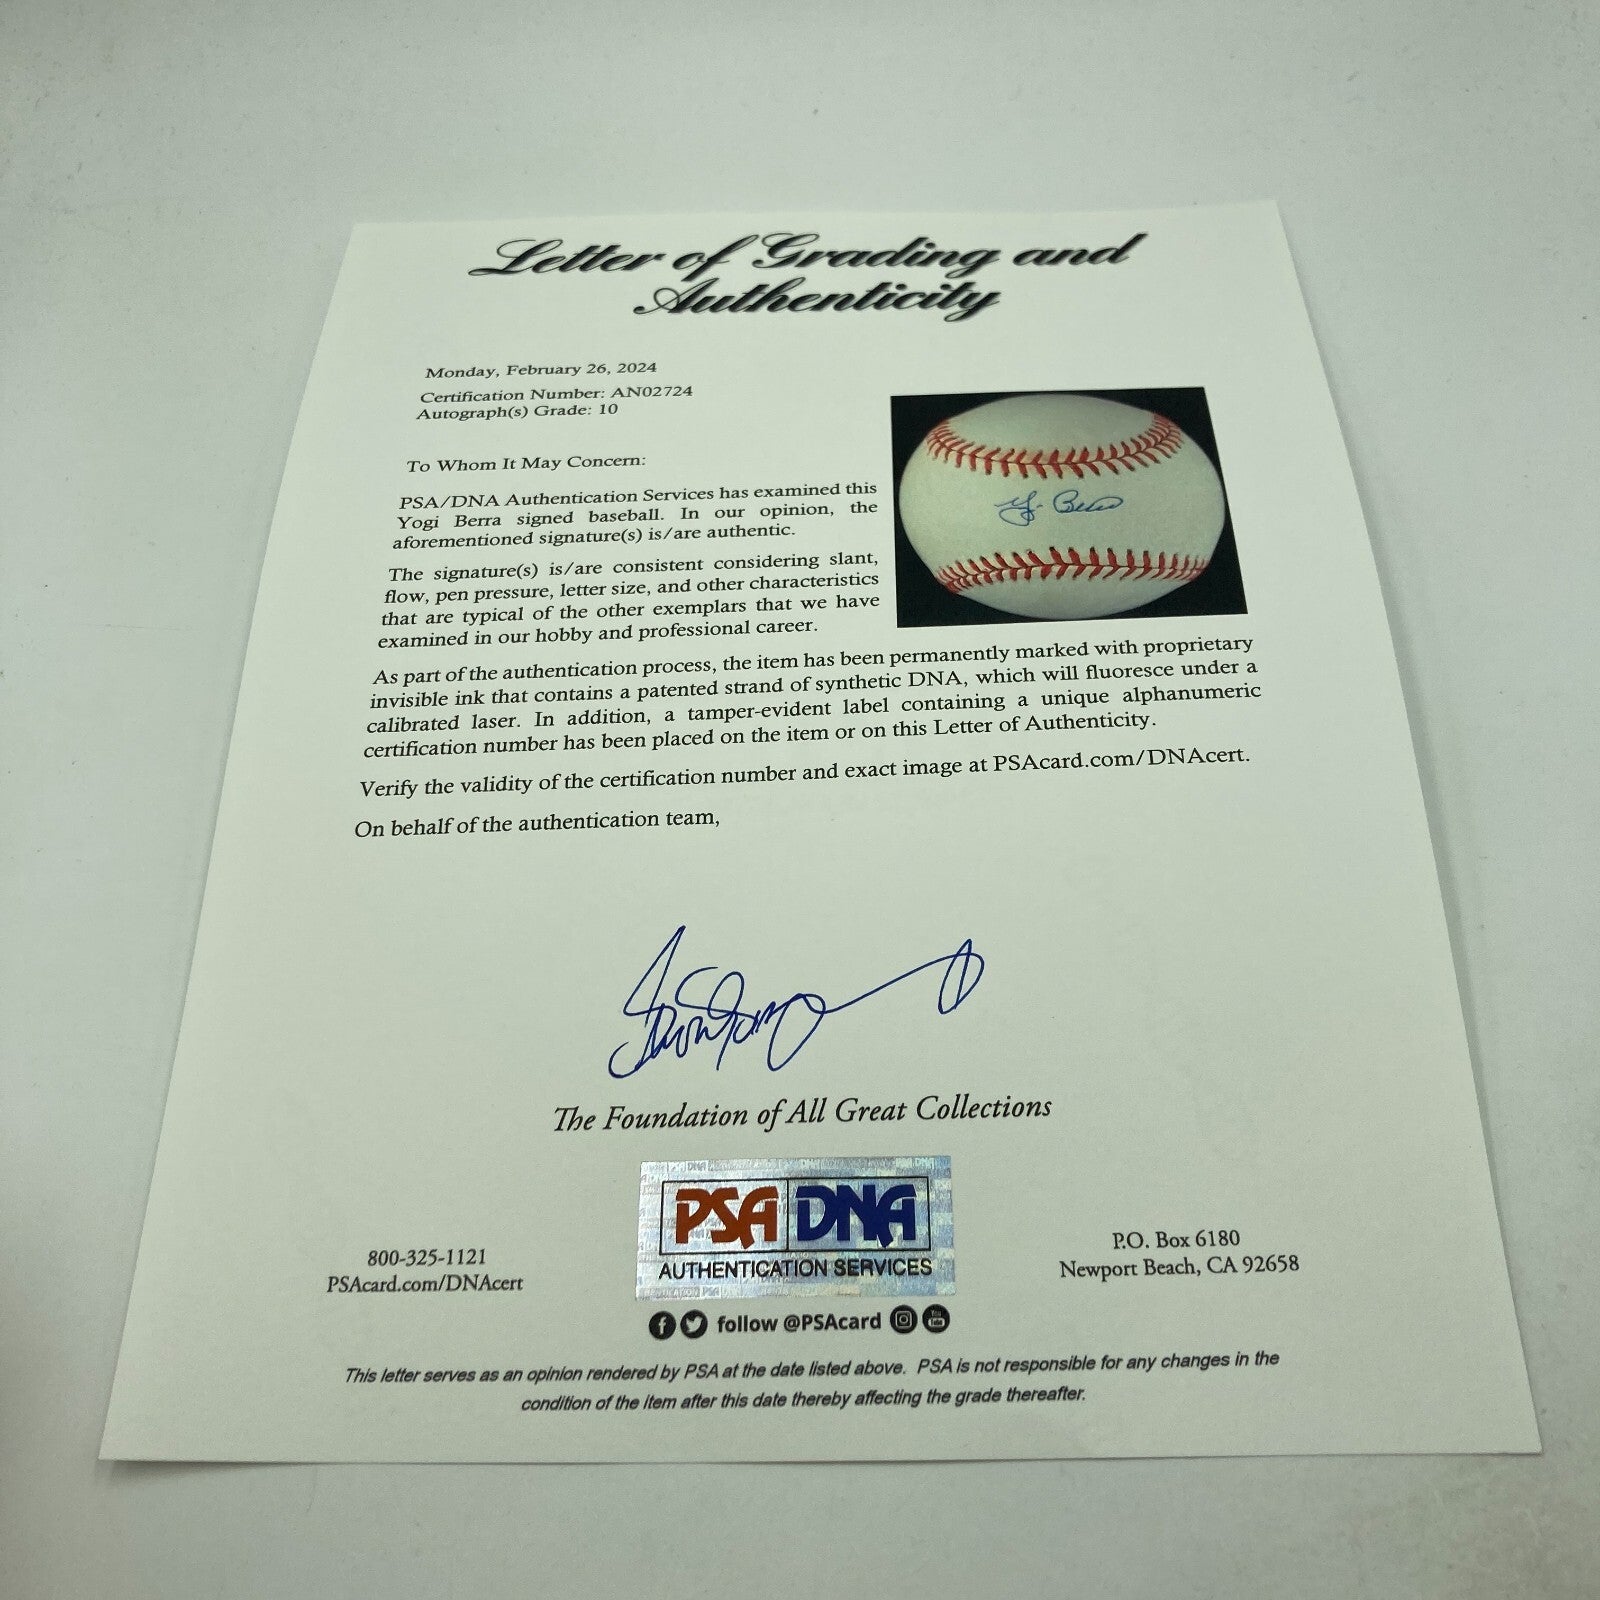 Letter of Grading and
Authenticity
Monday, February 26, 2024
Certification Number: AN02724
Autograph(s) Grade: 10
To Whom It May Concern:
PSA/DNA Authentication Services has examined this
Yogi Berra signed baseball. In our opinion, the
aforementioned signature(s) is/are authentic.
The signature(s) is/are consistent considering slant,
flow, pen pressure, letter size, and other characteristics
that are typical of the other exemplars that we have
examined in our hobby and professional career.
Yogi Berra
As part of the authentication process, the item has been permanently marked with proprietary
invisible ink that contains a patented strand of synthetic DNA, which will fluoresce under a
calibrated laser. In addition, a tamper-evident label containing a unique alphanumeric
certification number has been placed on the item or on this Letter of Authenticity.
Verify the validity of the certification number and exact image at PSAcard.com/DNAcert.
On behalf of the authentication team,
The Foundation of All Great Collections
PSA DNA
AUTHENTICATION SERVICES
800-325-1121
PSAcard.com/DNAcert
P.O. Box 6180
Newport Beach, CA 92658
follow @PSAcard
This letter serves as an opinion rendered by PSA at the date listed above. PSA is not responsible for any changes in the
condition of the item after this date thereby affecting the grade thereafter.